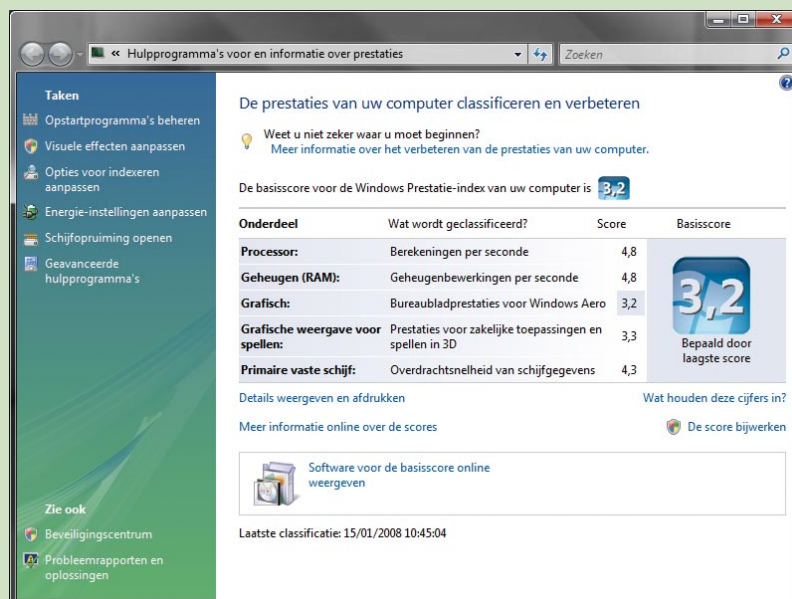 « Hulpprogramma's voor en informatie over prestaties
Zoeken
Taken
Opstartprogramma's beheren
Visuele effecten aanpassen
Opties voor indexeren
aanpassen
Energie-instellingen aanpassen
Schijfopruiming openen
Geavanceerde
hulpprogramma's
Zie ook
Beveiligingscentrum
Probleemrapporten en
oplossingen
De prestaties van uw computer classificeren en verbeteren
Weet u niet zeker waar u moet beginnen?
Meer informatie over het verbeteren van de prestaties van uw computer.
De basisscore voor de Windows Prestatie-index van uw computer is 3,2
Onderdeel Wat wordt geclassificeerd? Score Basisscore
Processor: Berekeningen per seconde 4,8
Geheugen (RAM): Geheugenbewerkingen per seconde 4,8
Grafisch: Bureaubladprestaties voor Windows Aero 3,2
Grafische weergave voor
spellen:
Prestaties voor zakelijke toepassingen en
spellen in 3D
3,3
Primaire vaste schijf: Overdrachtsnelheid van schijfgegevens 4,3
3,2
Bepaald door
laagste score
Details weergeven en afdrukken
Wat houden deze cijfers in?
Meer informatie online over de scores
De score bijwerken
Software voor de basisscore online
weergeven
Laatste classificatie: 15/01/2008 10:45:04